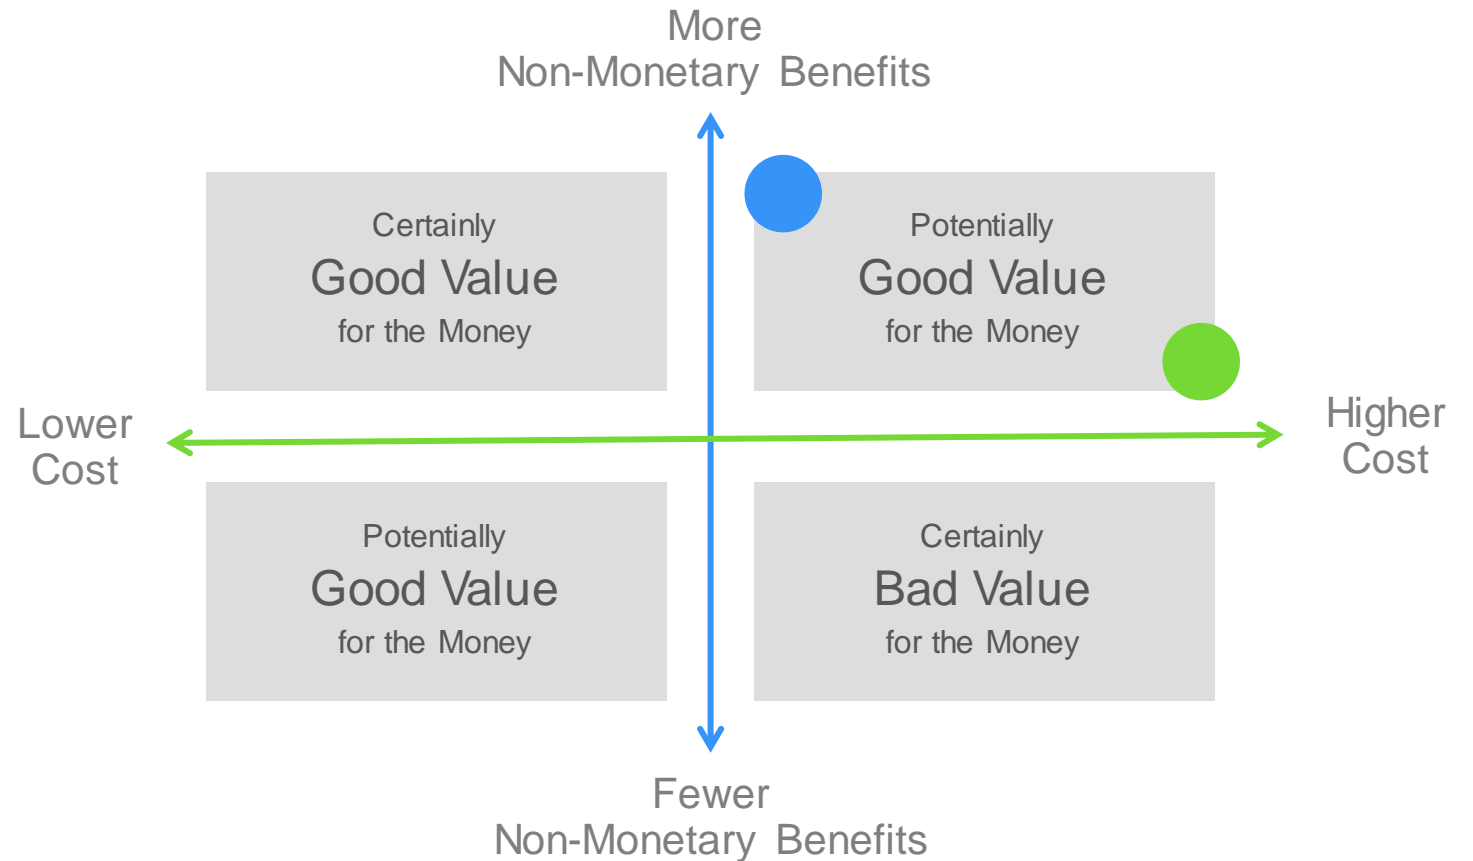 More
Non-Monetary Benefits
Certainly
Good Value
for the Money
Potentially
Good Value
for the Money
Lower
Cost
Higher
Cost
Potentially
Good Value
for the Money
Certainly
Bad Value
for the Money
Fewer
Non-Monetary Benefits